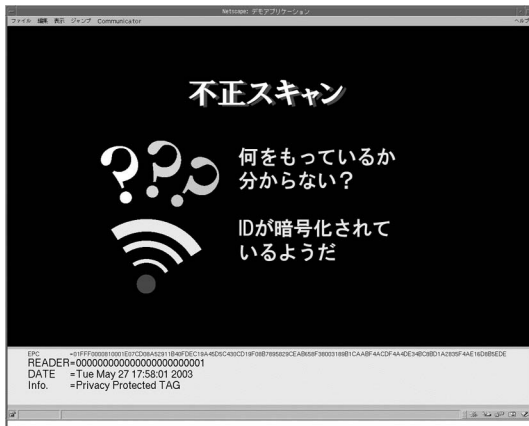 Netscape: デモアプリケーション
ファイル 編集 表示 ジャンプ Communicator ヘルプ
不正スキャン
???
何をもっているか
分からない？
IDが暗号化されて
いるようだ
EPC
READER=000000000000000000000001
DATE =Tue May 27 17:58:01 2003
Info. =Privacy Protected TAG